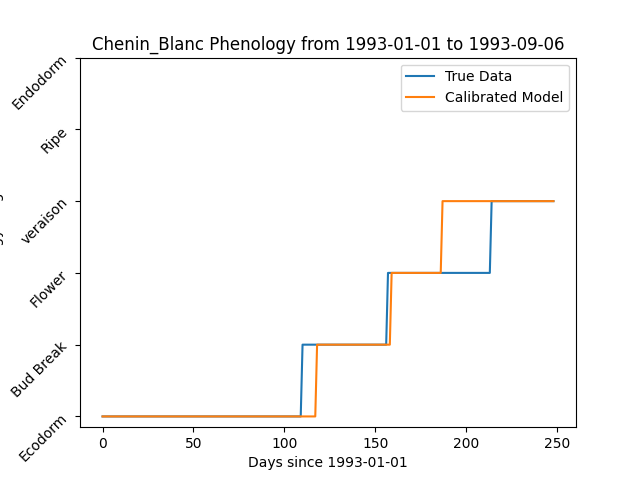 Chenin_Blanc Phenology from 1993-01-01 to 1993-09-06
True Data
Calibrated Model
Endodorm
Ripe
veraison
Flower
Bud Break
Ecodorm
0 50 100 150 200 250
Days since 1993-01-01